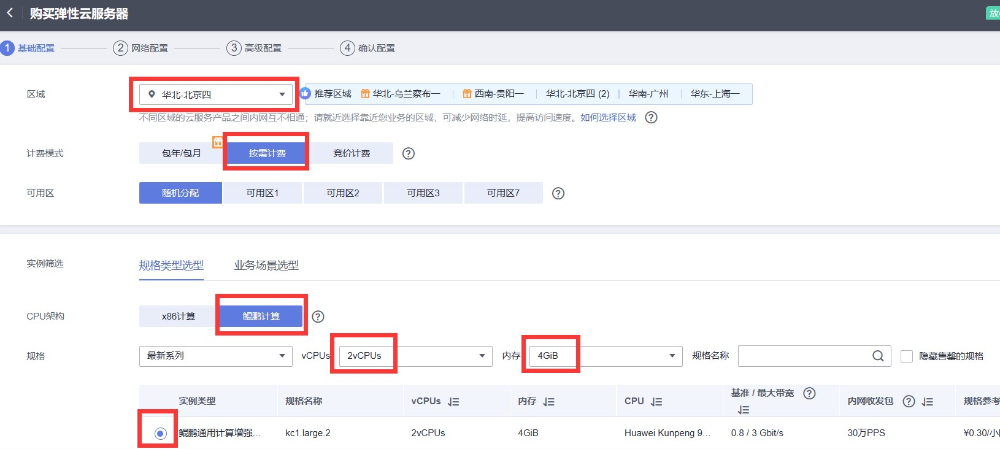 购买弹性云服务器
1 基础配置 2 网络配置 3 高级配置 4 确认配置
区域 华北-北京四 推荐区域 华北-乌兰察布一 西南-贵阳一 华北-北京四 (2) 华南-广州 华东-上海一
不同区域的云服务产品之间内网互不相通；请就近选择靠近您业务的区域，可减少网络时延，提高访问速度。如何选择区域
计费模式 包年/包月 按需计费 竞价计费
可用区 随机分配 可用区1 可用区2 可用区3 可用区7
实例筛选 规格类型选型 业务场景选型
CPU架构 x86计算 鲲鹏计算
规格 最新系列 vCPUs 2vCPUs 内存 4GiB 规格名称 隐藏售罄的规格
实例类型 规格名称 vCPUs 内存 CPU 基准 / 最大带宽 内网收发包 规格参考
鲲鹏通用计算增强... kc1.large.2 2vCPUs 4GiB Huawei Kunpeng 9... 0.8 / 3 Gbit/s 30万PPS ¥0.30/小